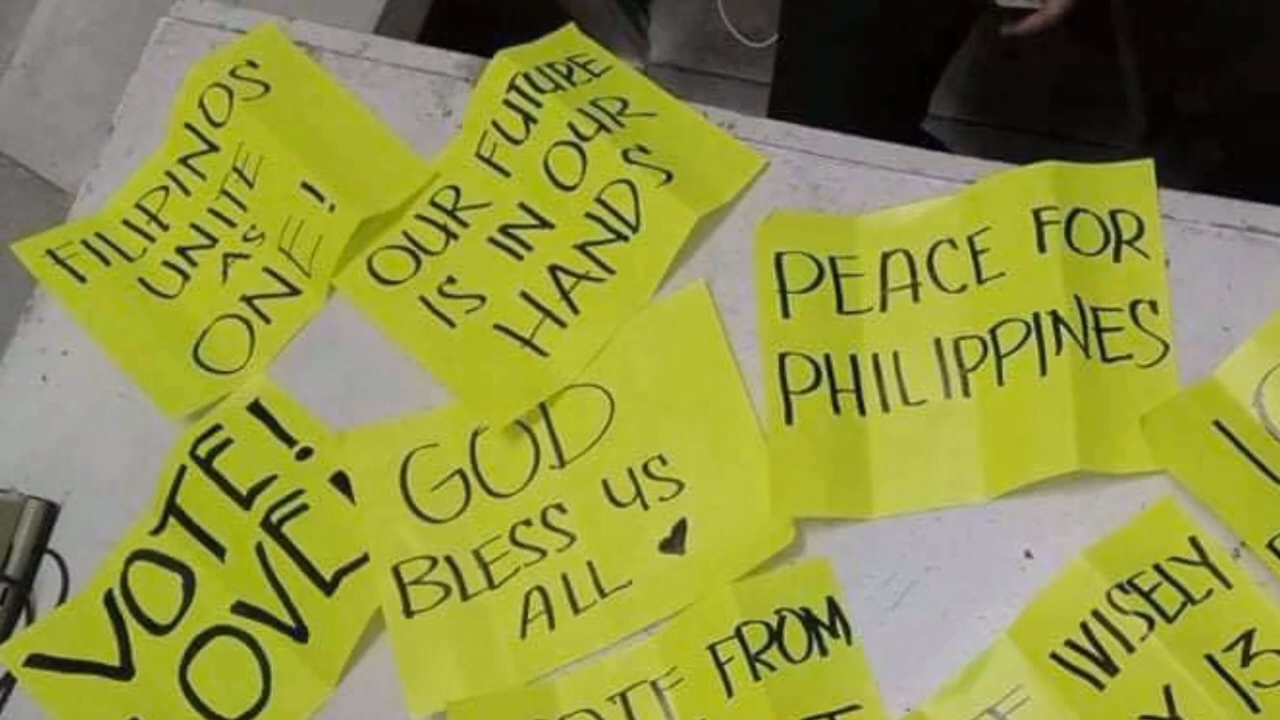 FILIPINOS
UNITE
AS
ONE!
OUR FUTURE
IS IN OUR
HANDS
PEACE FOR
PHILIPPINES
VOTE!
GOD
BLESS US
ALL
FROM
WISELY
13